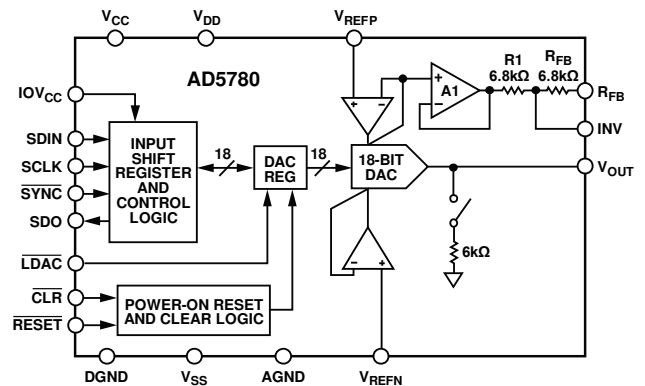 VCC
VDD
VREFP
AD5780
R1
6.8kΩ
RFB
6.8kΩ
A1
IOVCC
SDIN
SCLK
SYNC
SDO
LDAC
CLR
RESET
INPUT
SHIFT
REGISTER
AND
CONTROL
LOGIC
18
DAC
REG
18
18-BIT
DAC
RFB
INV
VOUT
6kΩ
POWER-ON RESET
AND CLEAR LOGIC
DGND
VSS
AGND
VREFN